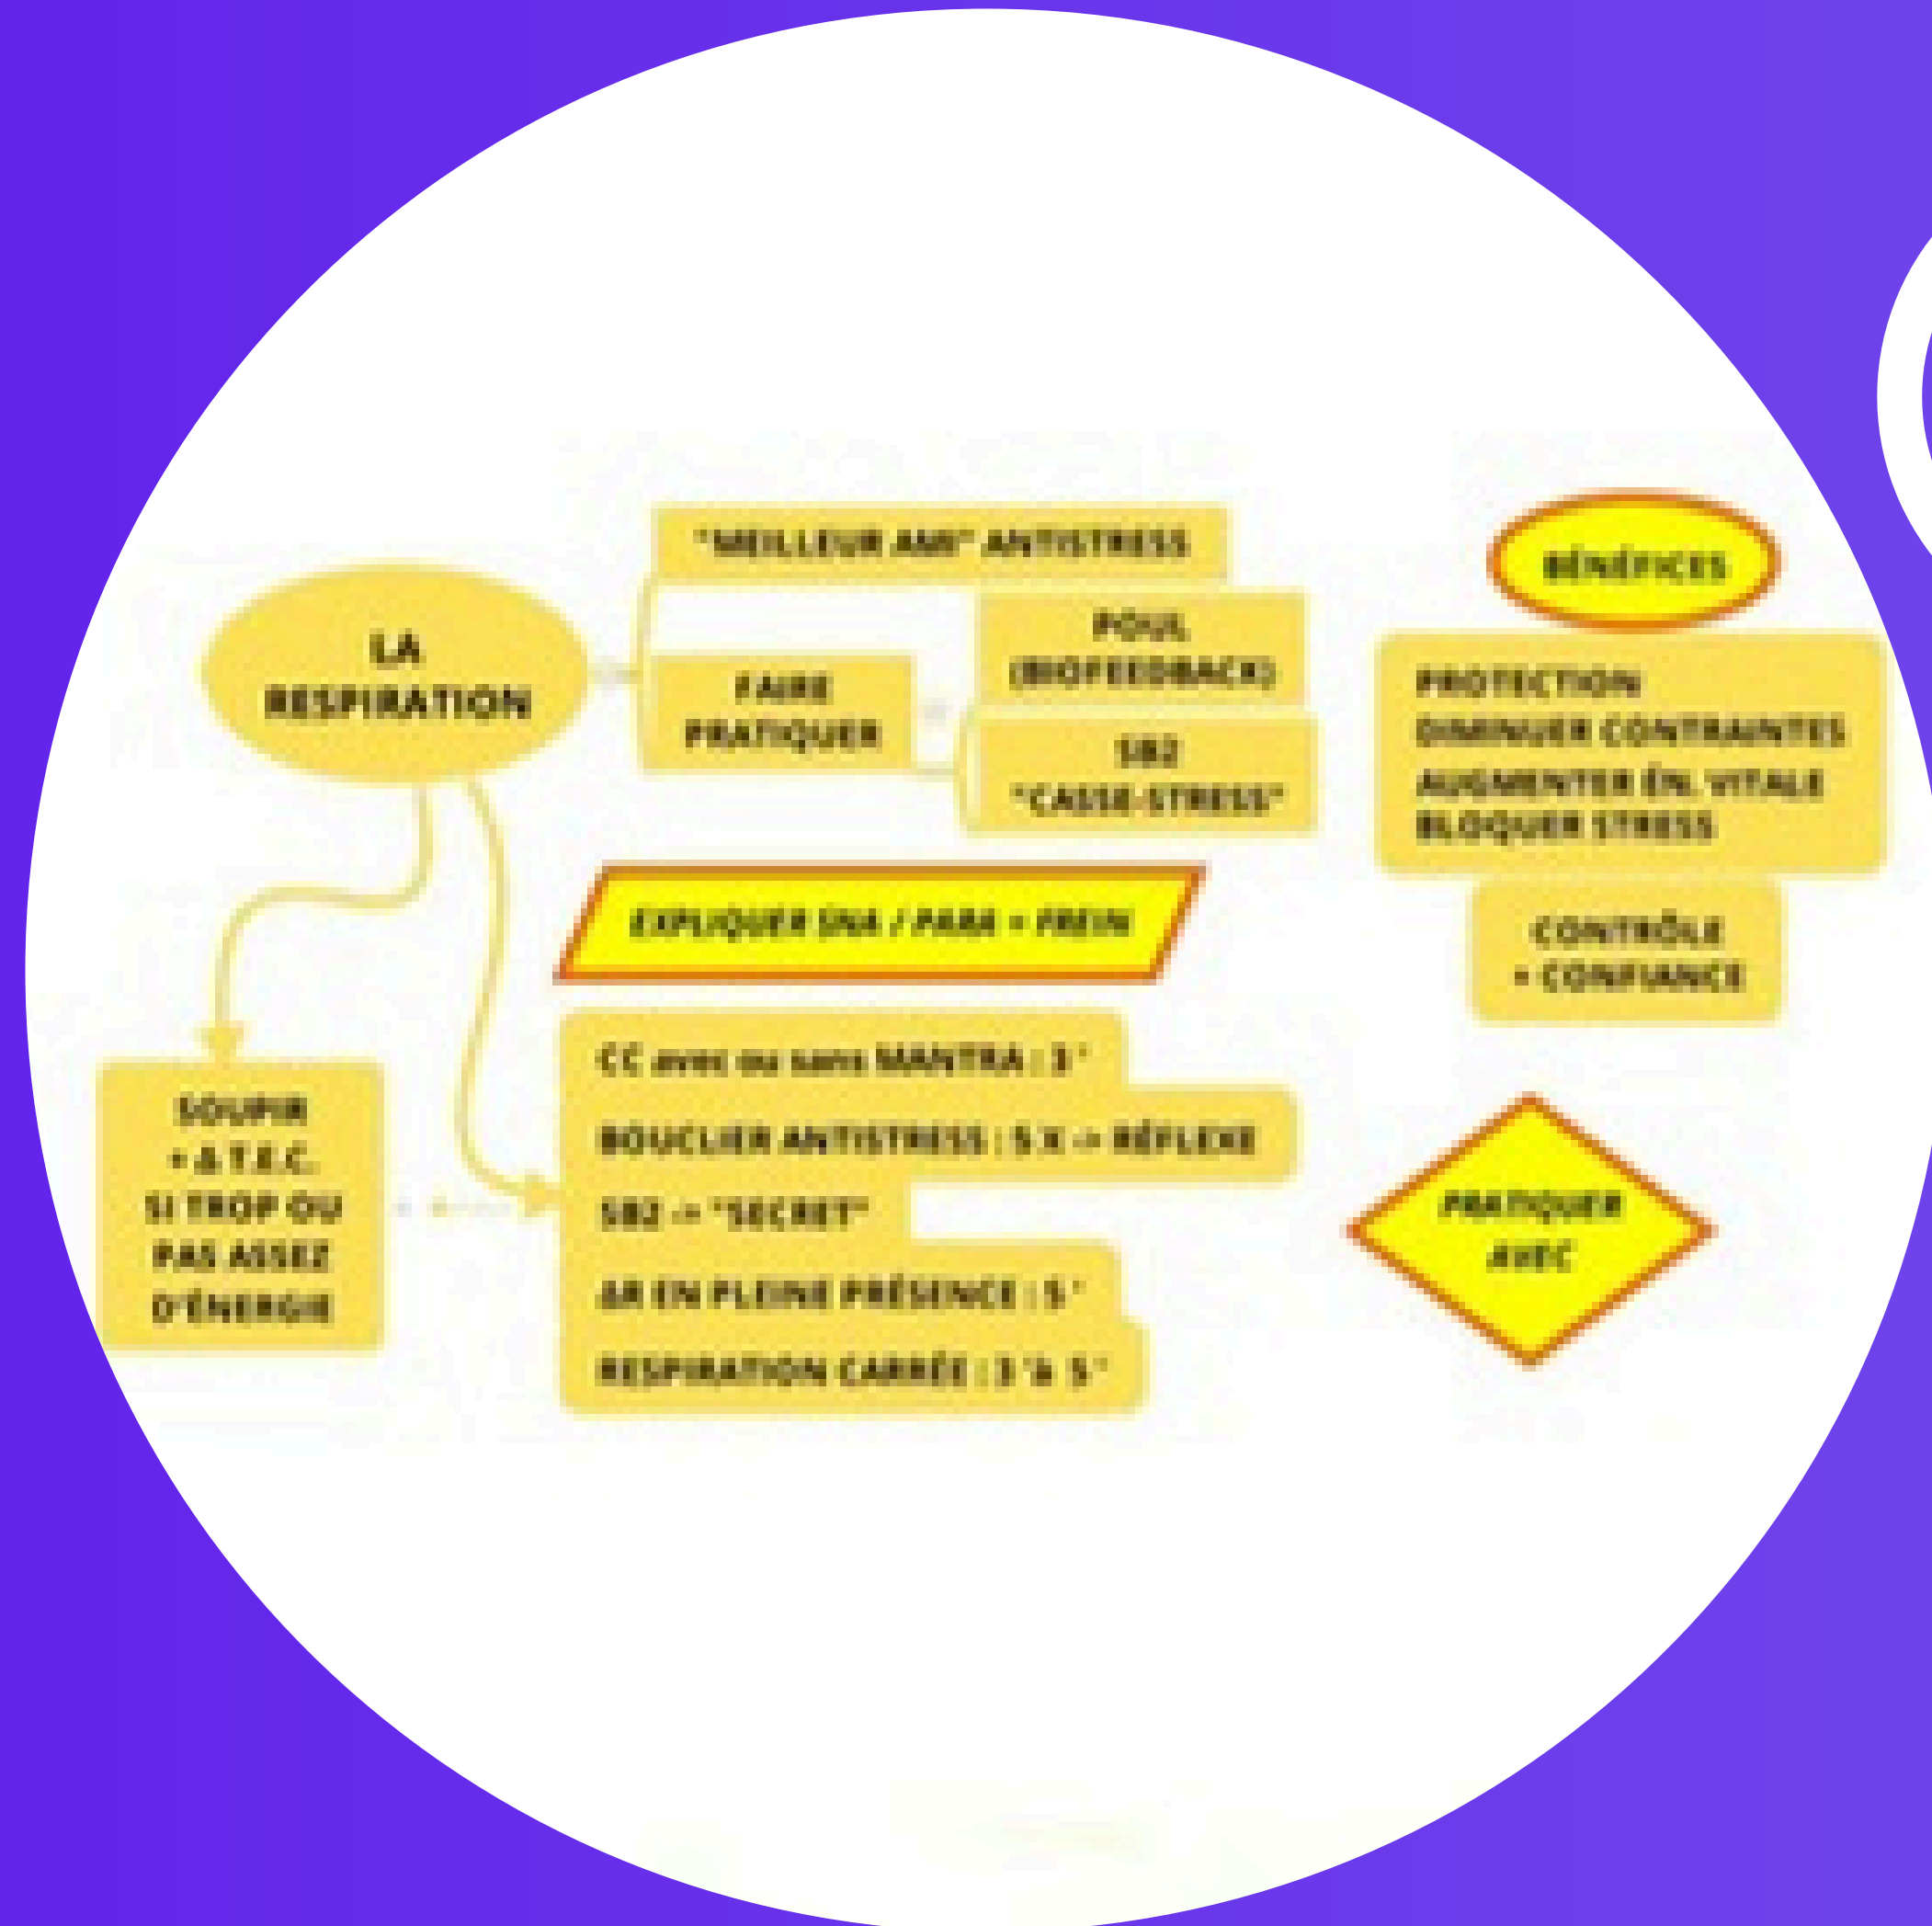 LA
RESPIRATION
"MEILLEUR AMI" ANTISTRESS
FAIRE
PRATIQUER
POUL
(BIOFEEDBACK)
SB2
"CASSE-STRESS"
BÉNÉFICES
PROTECTION
DIMINUER CONTRAINTES
AUGMENTER ÉN. VITALE
BLOQUER STRESS
CONTRÔLE
+ CONFIANCE
EXPLIQUER SNA / PARA = FREIN
SOUPIR
+ Δ T.E.C.
SI TROP OU
PAS ASSEZ
D'ÉNERGIE
CC avec ou sans MANTRA : 3'
BOUCLIER ANTISTRESS : 5 X -> RÉFLEXE
SB2 -> "SECRET"
ΔR EN PLEINE PRÉSENCE : 5'
RESPIRATION CARRÉE : 3 'à 5'
PRATIQUER
AVEC